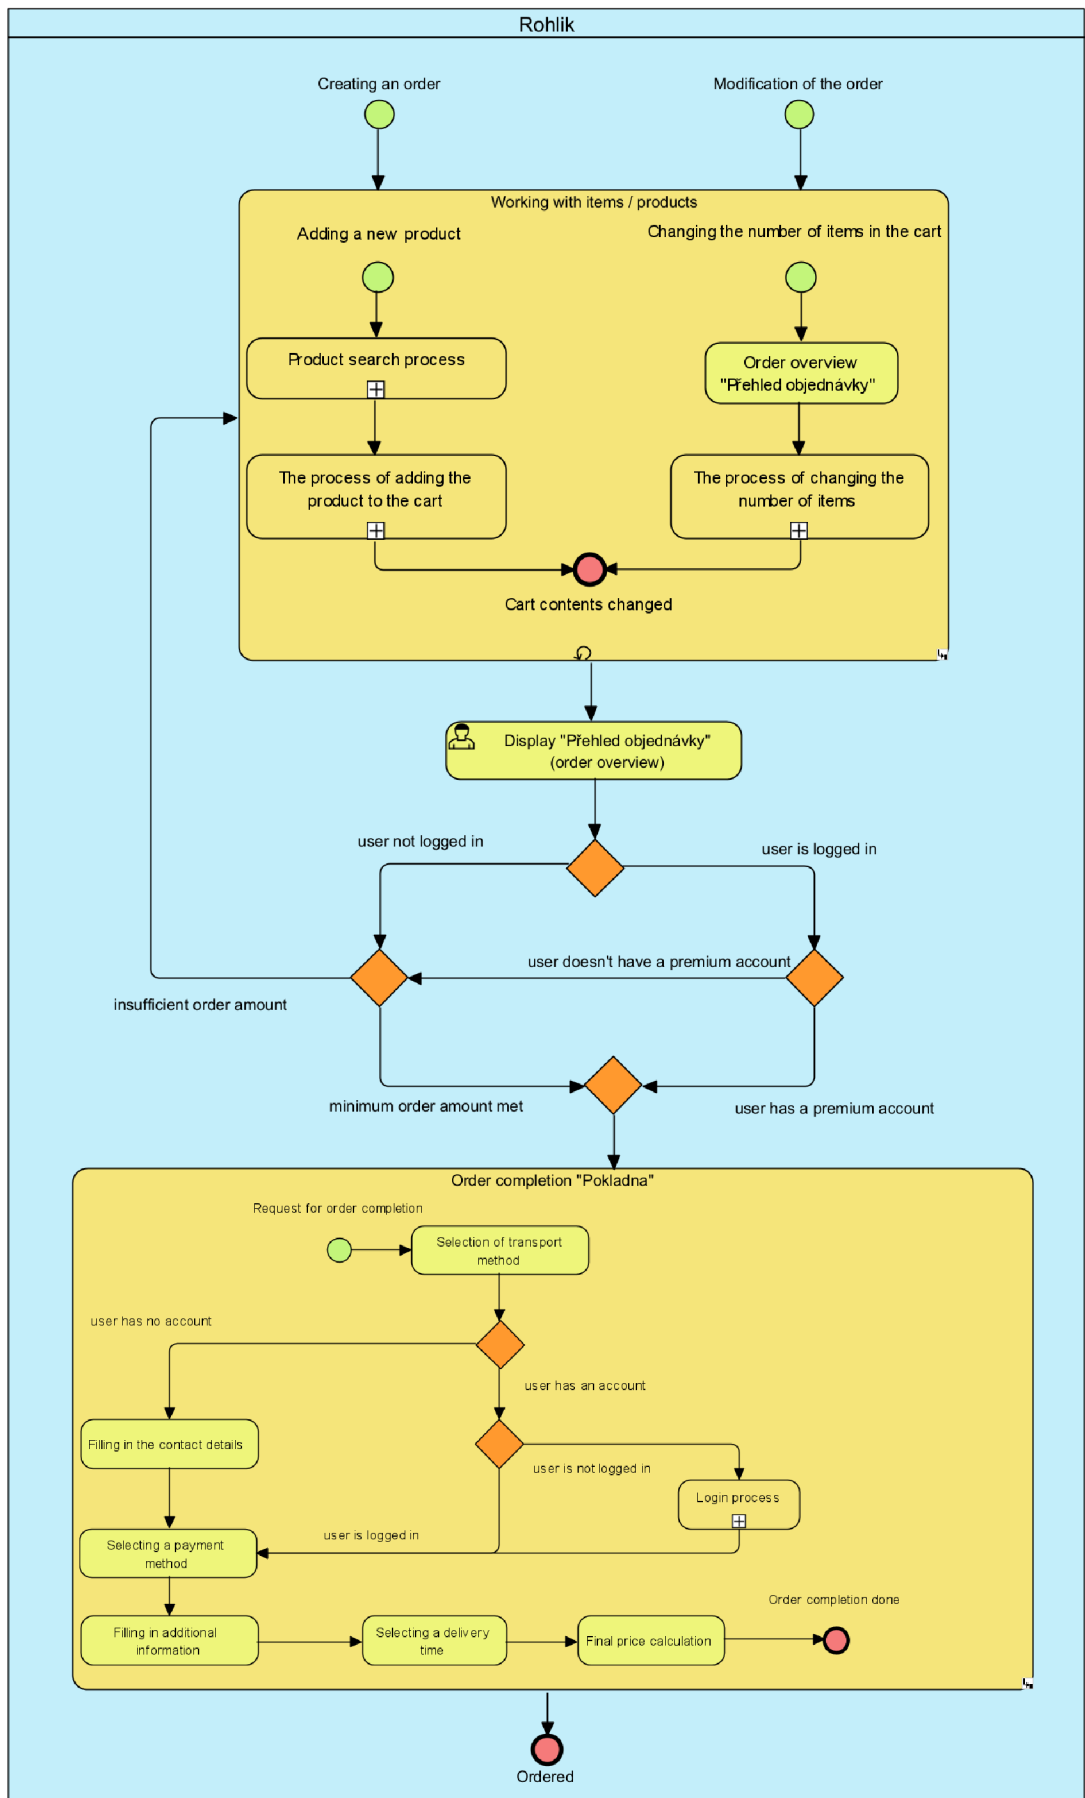 Rohlik
Creating an order
Modification of the order
Working with items / products
Adding a new product
Changing the number of items in the cart
Product search process
Order overview
"Přehled objednávky"
The process of adding the
product to the cart
The process of changing the
number of items
Cart contents changed
Display "Přehled objednávky"
(order overview)
user not logged in
user is logged in
user doesn't have a premium account
insufficient order amount
minimum order amount met
user has a premium account
Order completion "Pokladna"
Request for order completion
Selection of transport
method
user has no account
user has an account
Filling in the contact details
user is not logged in
Login process
user is logged in
Selecting a payment
method
Order completion done
Filling in additional
information
Selecting a delivery
time
Final price calculation
Ordered